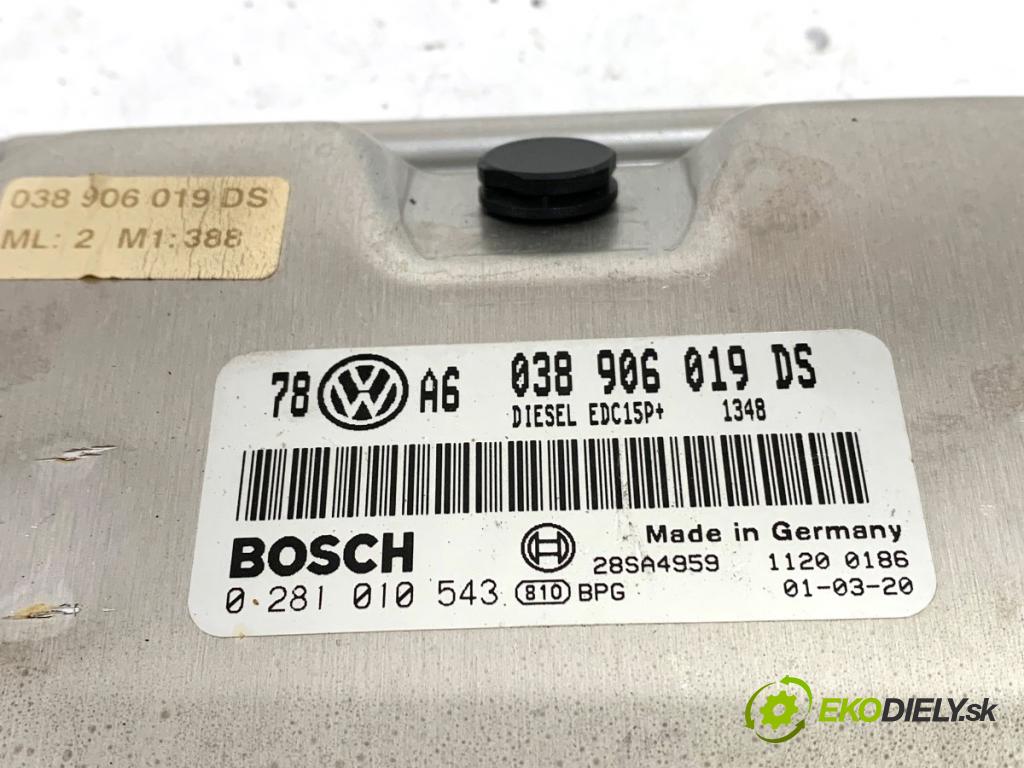 038 906 019 DS
ML: 2 M1: 388
78 VW A6 038 906 019 DS
DIESEL EDC15P+ 1348
BOSCH
Made in Germany
28SA4959 1120 0186
0 281 010 543 810 BPG 01-03-20
EKODIELY.sk